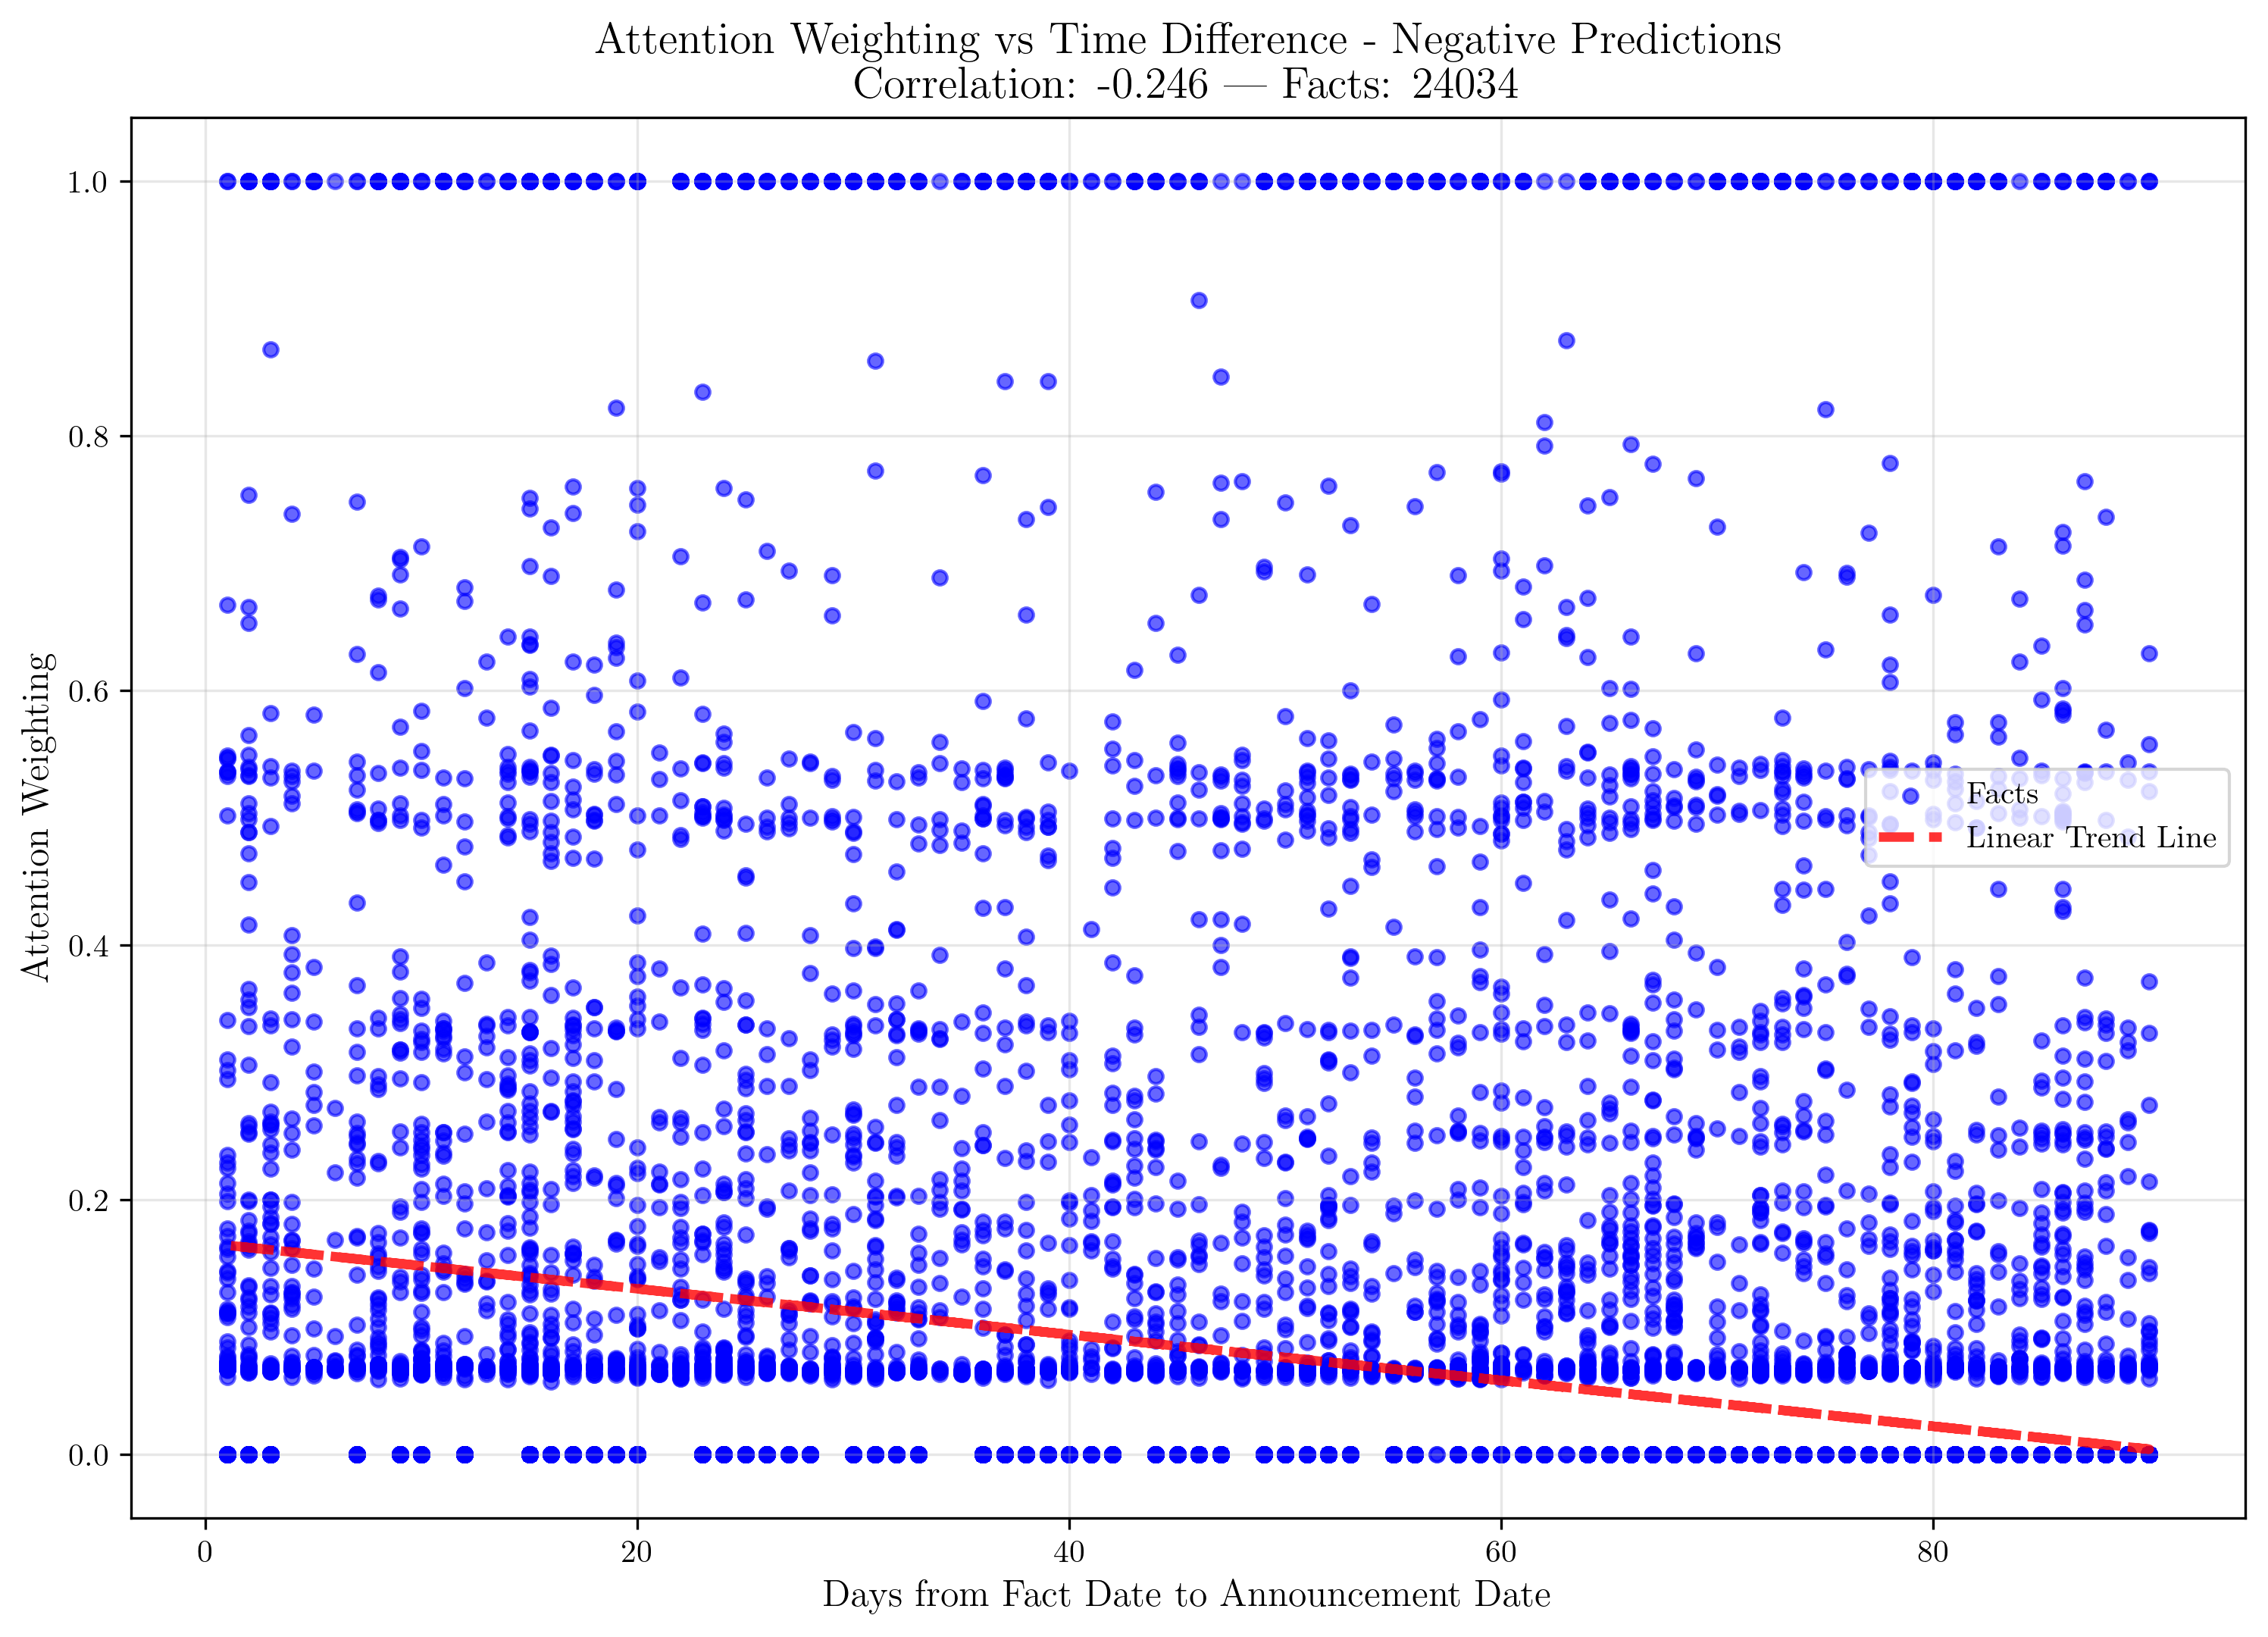 Attention Weighting vs Time Difference - Negative Predictions
Correlation: -0.246 — Facts: 24034
1.0
0.8
0.6
0.4
0.2
0.0
Attention Weighting
Facts
Linear Trend Line
0
20
40
60
80
Days from Fact Date to Announcement Date